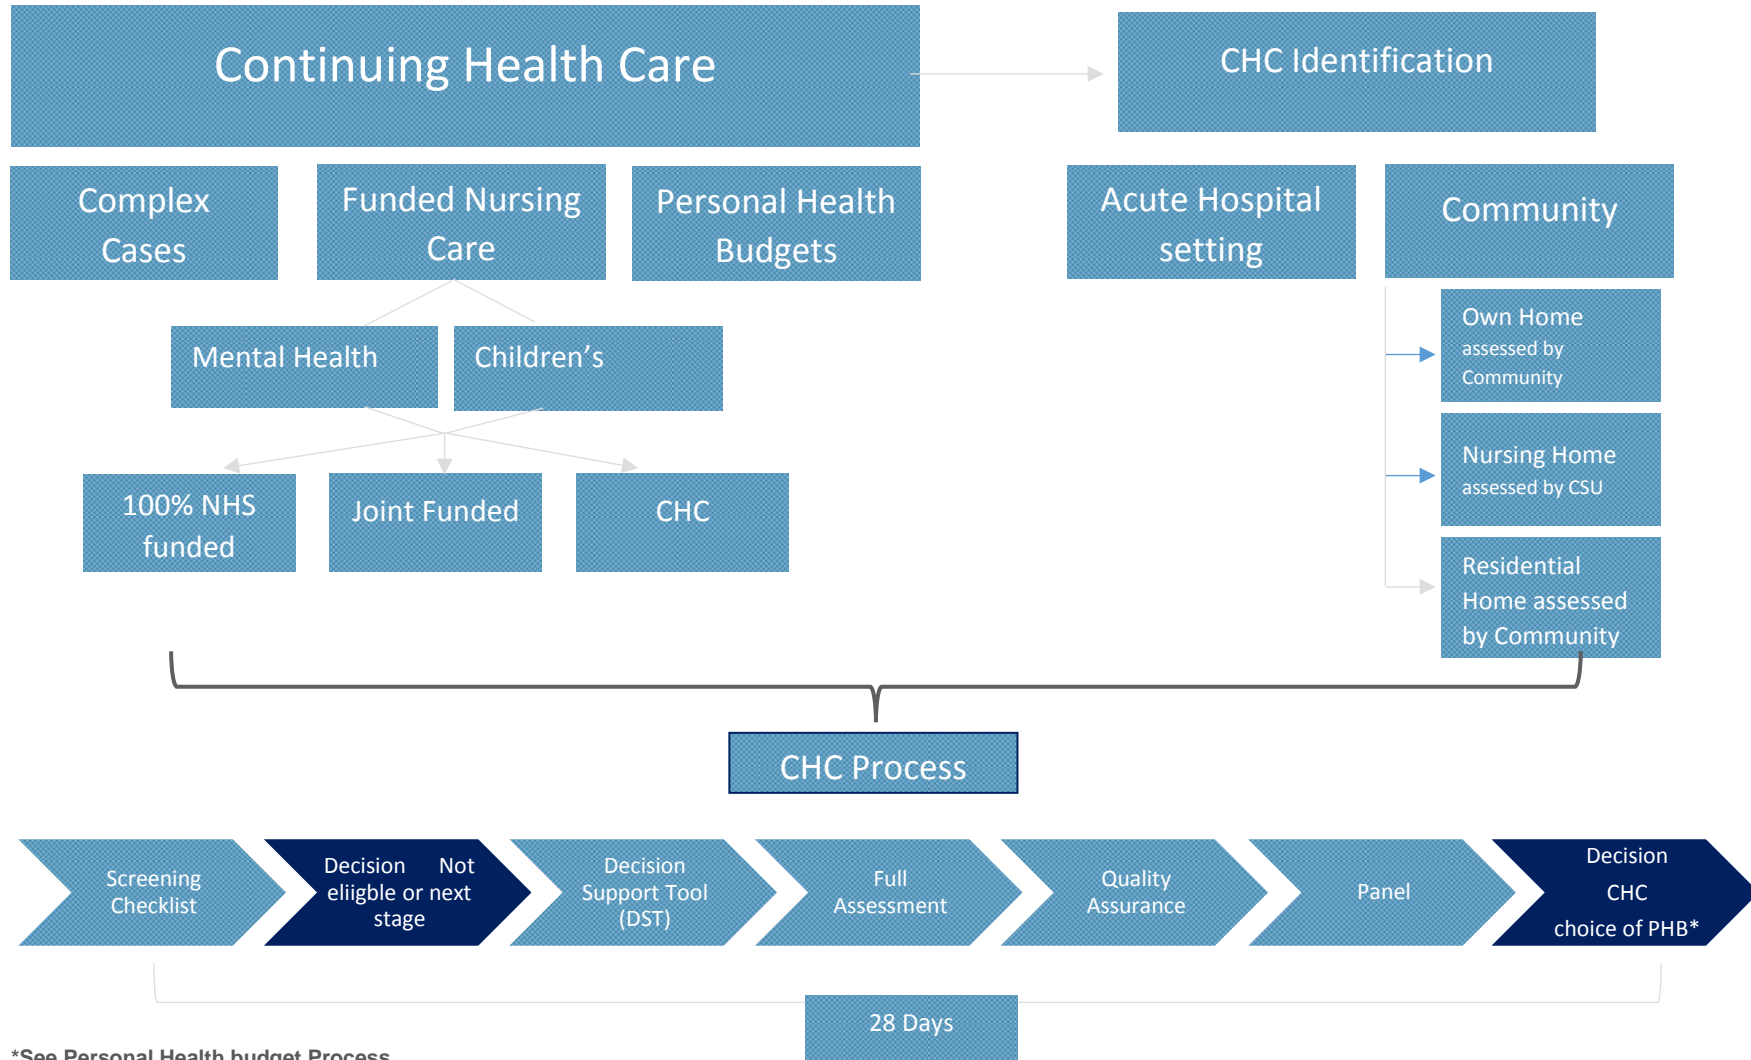 Continuing Health Care
CHC Identification
Complex
Cases
Funded Nursing
Care
Personal Health
Budgets
Acute Hospital
setting
Community
Mental Health
Children’s
Own Home
assessed by
Community
100% NHS
funded
Joint Funded
CHC
Nursing Home
assessed by CSU
Residential
Home assessed
by Community
CHC Process
Screening
Checklist
Decision Not
eliigble or next
stage
Decision
Support Tool
(DST)
Full
Assessment
Quality
Assurance
Panel
Decision
CHC
choice of PHB*
28 Days
*See Personal Health budget Process